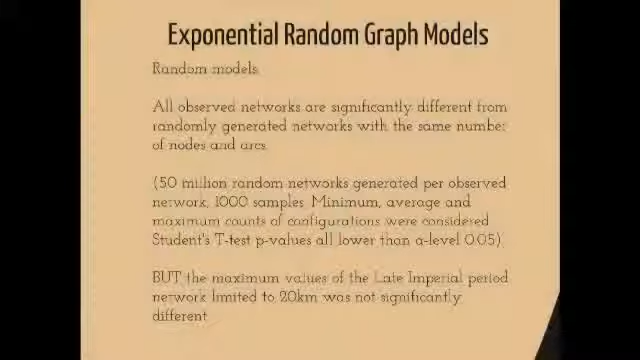 Exponential Random Graph Models
Random models.
All observed networks are significantly different from
randomly generated networks with the same number
of nodes and arcs.
(50 million random networks generated per observed
network, 1000 samples. Minimum, average and
maximum counts of configurations were considered.
Student's T-test p-values all lower than α-level 0.05).
BUT the maximum values of the Late Imperial period
network limited to 20km was not significantly
different.